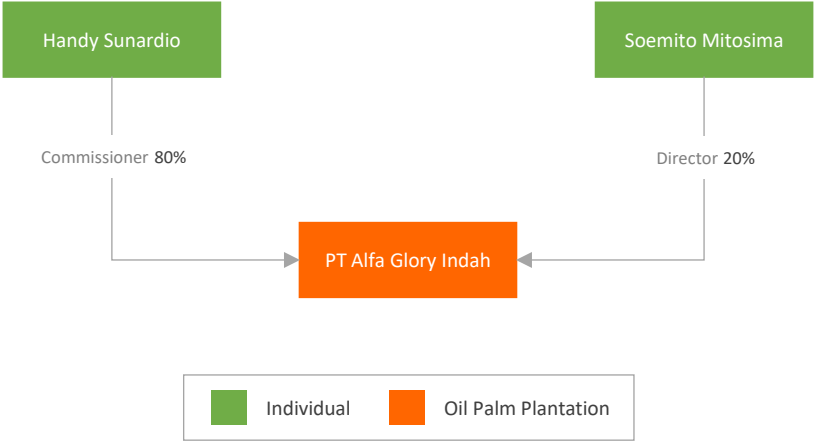 Handy Sunardio
Soemito Mitosima
Commissioner 80%
Director 20%
PT Alfa Glory Indah
Individual
Oil Palm Plantation